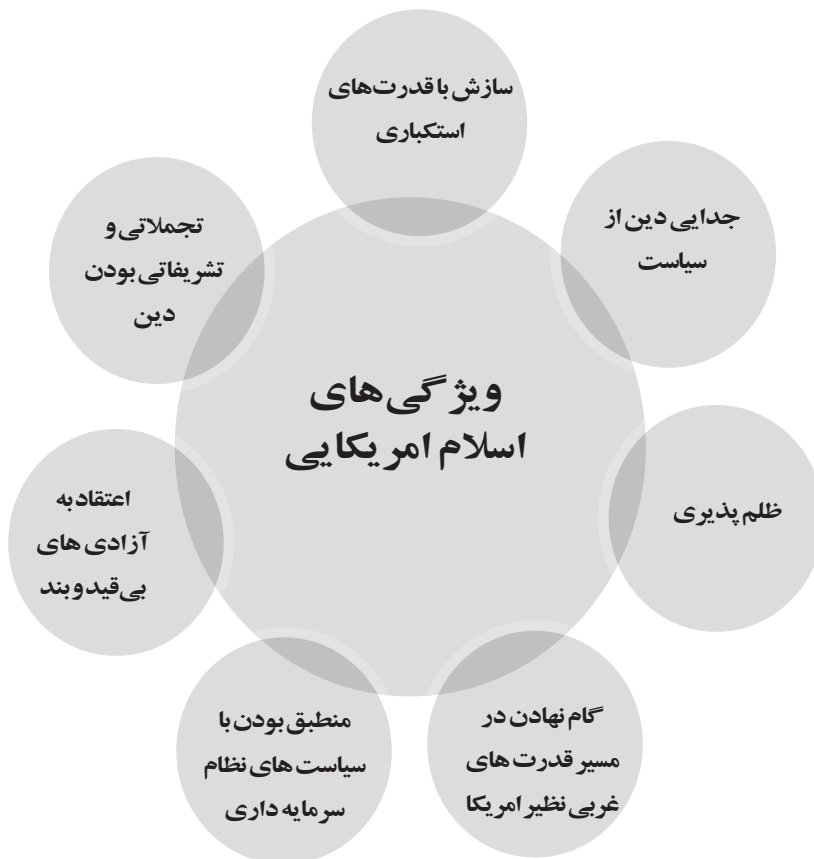 ویژگی‌های
اسلام امریکایی
سازش با قدرت‌های
استکباری
جدایی دین از
سیاست
ظلم پذیری
گام نهادن در
مسیر قدرت های
غربی نظیر امریکا
منطبق بودن با
سیاست های نظام
سرمایه داری
اعتقاد به
آزادی های
بی‌قید و بند
تجملاتی و
تشریفاتی بودن
دین